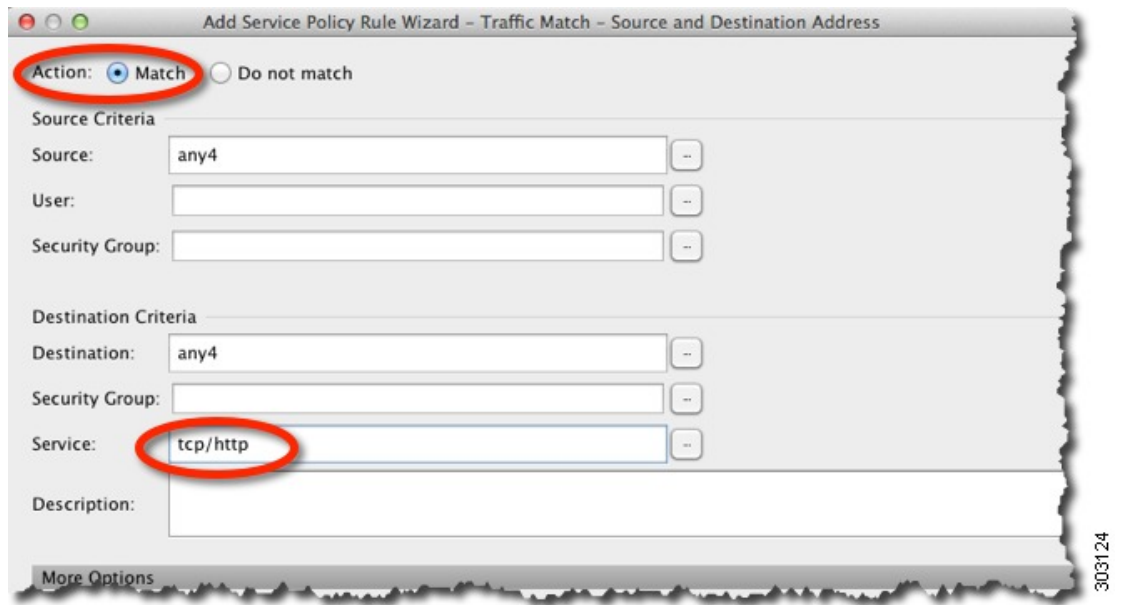 Add Service Policy Rule Wizard – Traffic Match – Source and Destination Address
Action: Match Do not match
Source Criteria
Source: any4 ...
User: ...
Security Group: ...
Destination Criteria
Destination: any4 ...
Security Group: ...
Service: tcp/http ...
Description:
More Options
303124